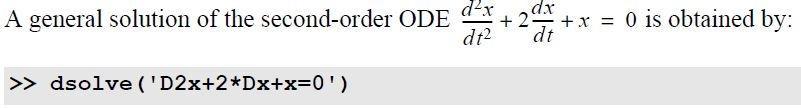 A general solution of the second-order ODE d²x/dt² + 2 dx/dt + x = 0 is obtained by:
>> dsolve('D2x+2*Dx+x=0')